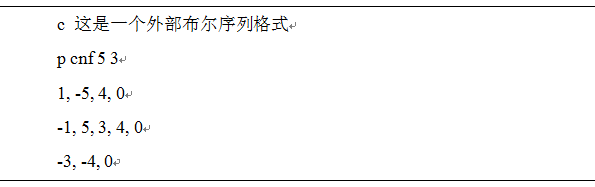 c 这是一个外部布尔序列格式
p cnf 5 3
1, -5, 4, 0
-1, 5, 3, 4, 0
-3, -4, 0